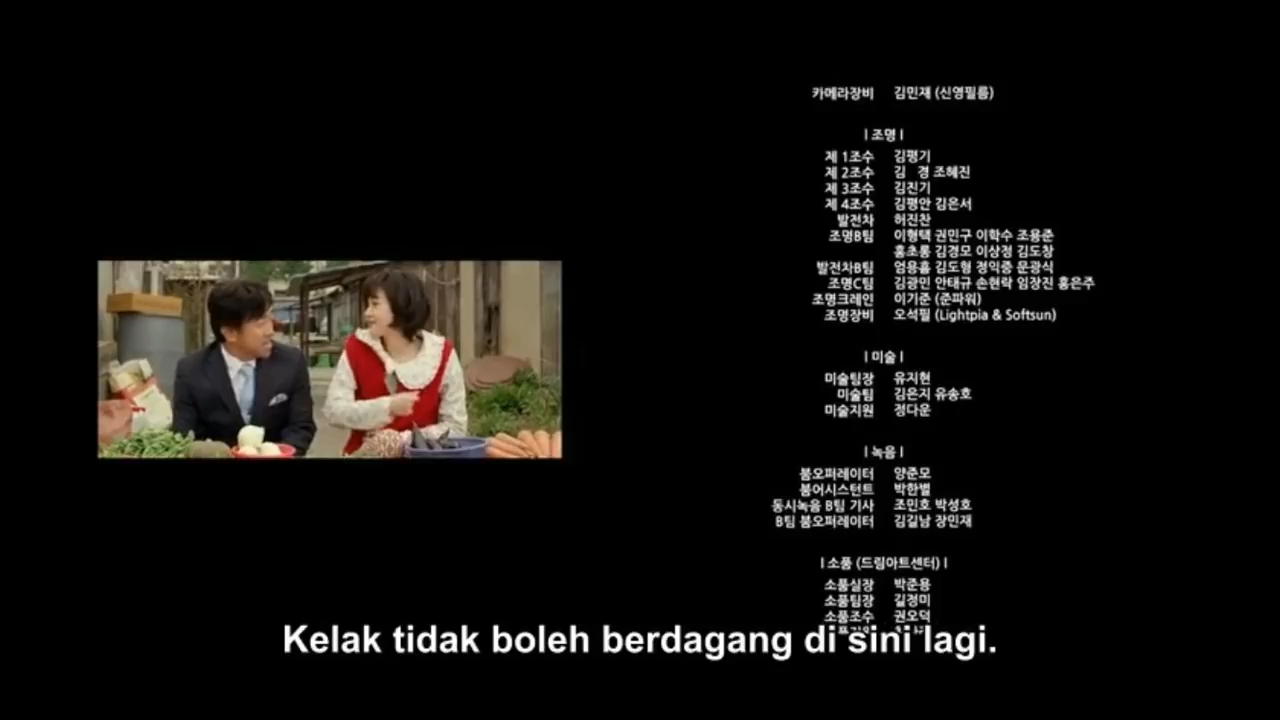 카메라장비 김민재 (신영필름)
| 조명 |
제 1조수 김평기
제 2조수 김 경 조혜진
제 3조수 김진기
제 4조수 김평안 김은서
발전차 허진찬
조명B팀 이형택 권민구 이학수 조용준
홍초롱 김경모 이상정 김도창
발전차B팀 엄용흠 김도형 정익중 문광식
조명C팀 김광민 안태규 손현락 임장진 홍은주
조명크레인 이기준 (준파워)
조명장비 오석필 (Lightpia & Softsun)
| 미술 |
미술팀장 유지현
미술팀 김은지 유송호
미술지원 정다운
| 녹음 |
붐오퍼레이터 양준모
붐어시스턴트 박한별
동시녹음 B팀 기사 조민호 박성호
B팀 붐오퍼레이터 김길남 장민재
| 소품 (드림아트센터) |
소품실장 박준용
소품팀장 길정미
소품조수 권오덕
Kelak tidak boleh berdagang di sini lagi.